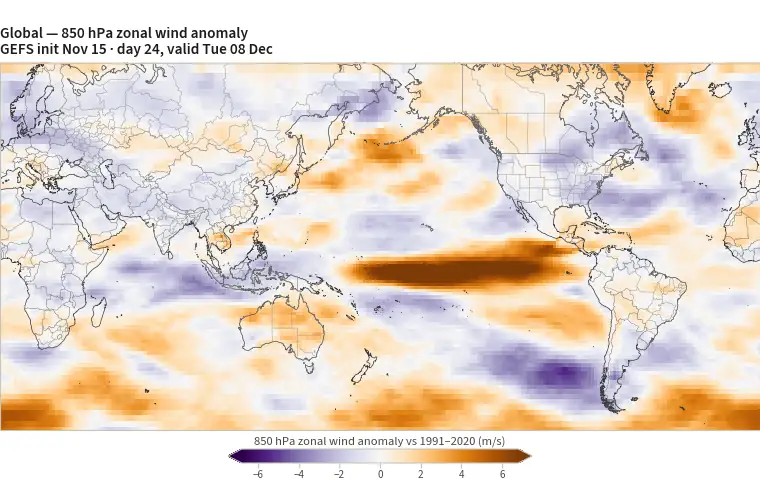 Global — 850 hPa zonal wind anomaly
GEFS init Nov 15 · day 24, valid Tue 08 Dec
850 hPa zonal wind anomaly vs 1991–2020 (m/s)
−6 −4 −2 0 2 4 6